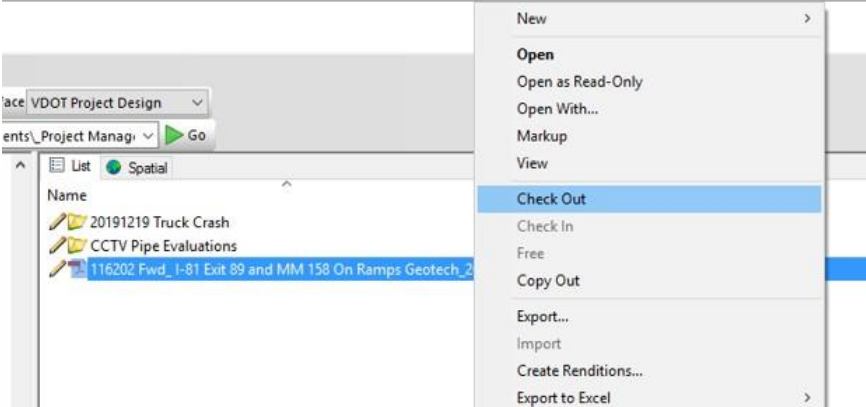 New
Open
Open as Read-Only
Open With...
Markup
View
Check Out
Check In
Free
Copy Out
Export...
Import
Create Renditions...
Export to Excel
VDOT Project Design
ents\_Project Manag
Go
List Spatial
Name
20191219 Truck Crash
CCTV Pipe Evaluations
116202 Fwd_ I-81 Exit 89 and MM 158 On Ramps Geotech_2